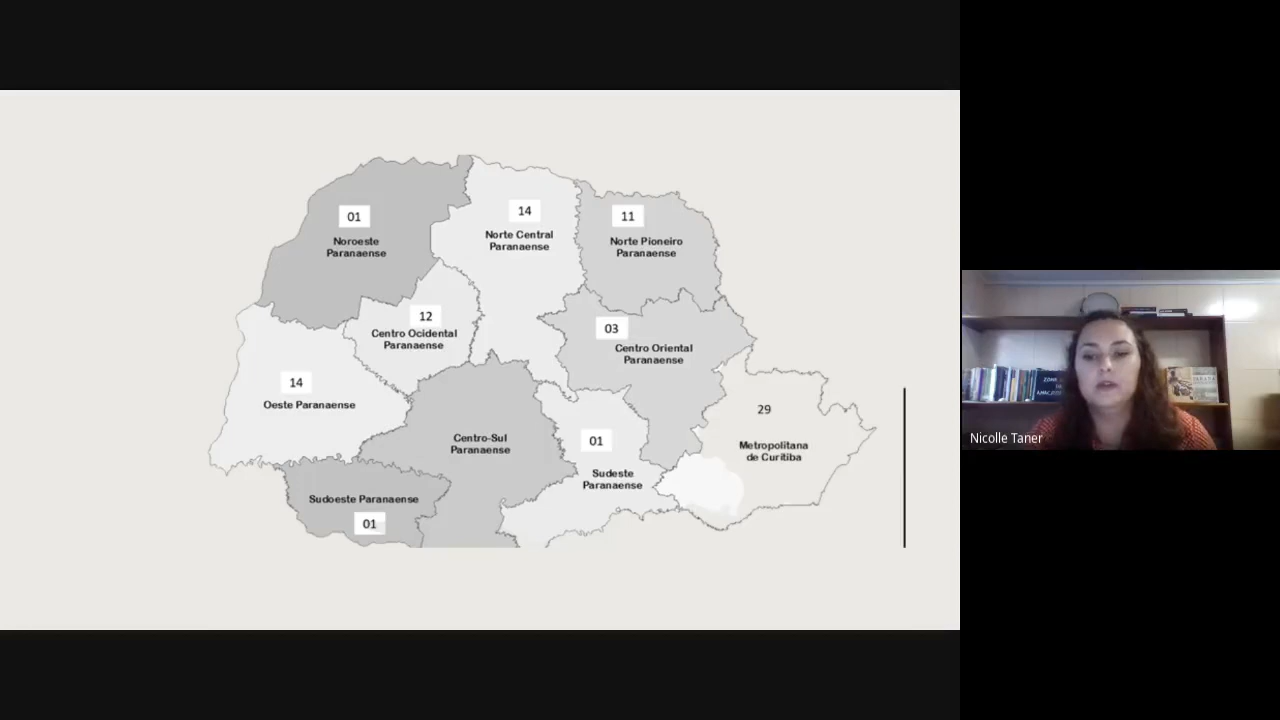 01
Noroeste
Paranaense
14
Norte Central
Paranaense
11
Norte Pioneiro
Paranaense
12
Centro Ocidental
Paranaense
03
Centro Oriental
Paranaense
14
Oeste Paranaense
Centro-Sul
Paranaense
01
Sudeste
Paranaense
29
Metropolitana
de Curitiba
Sudoeste Paranaense
01
Nicolle Taner